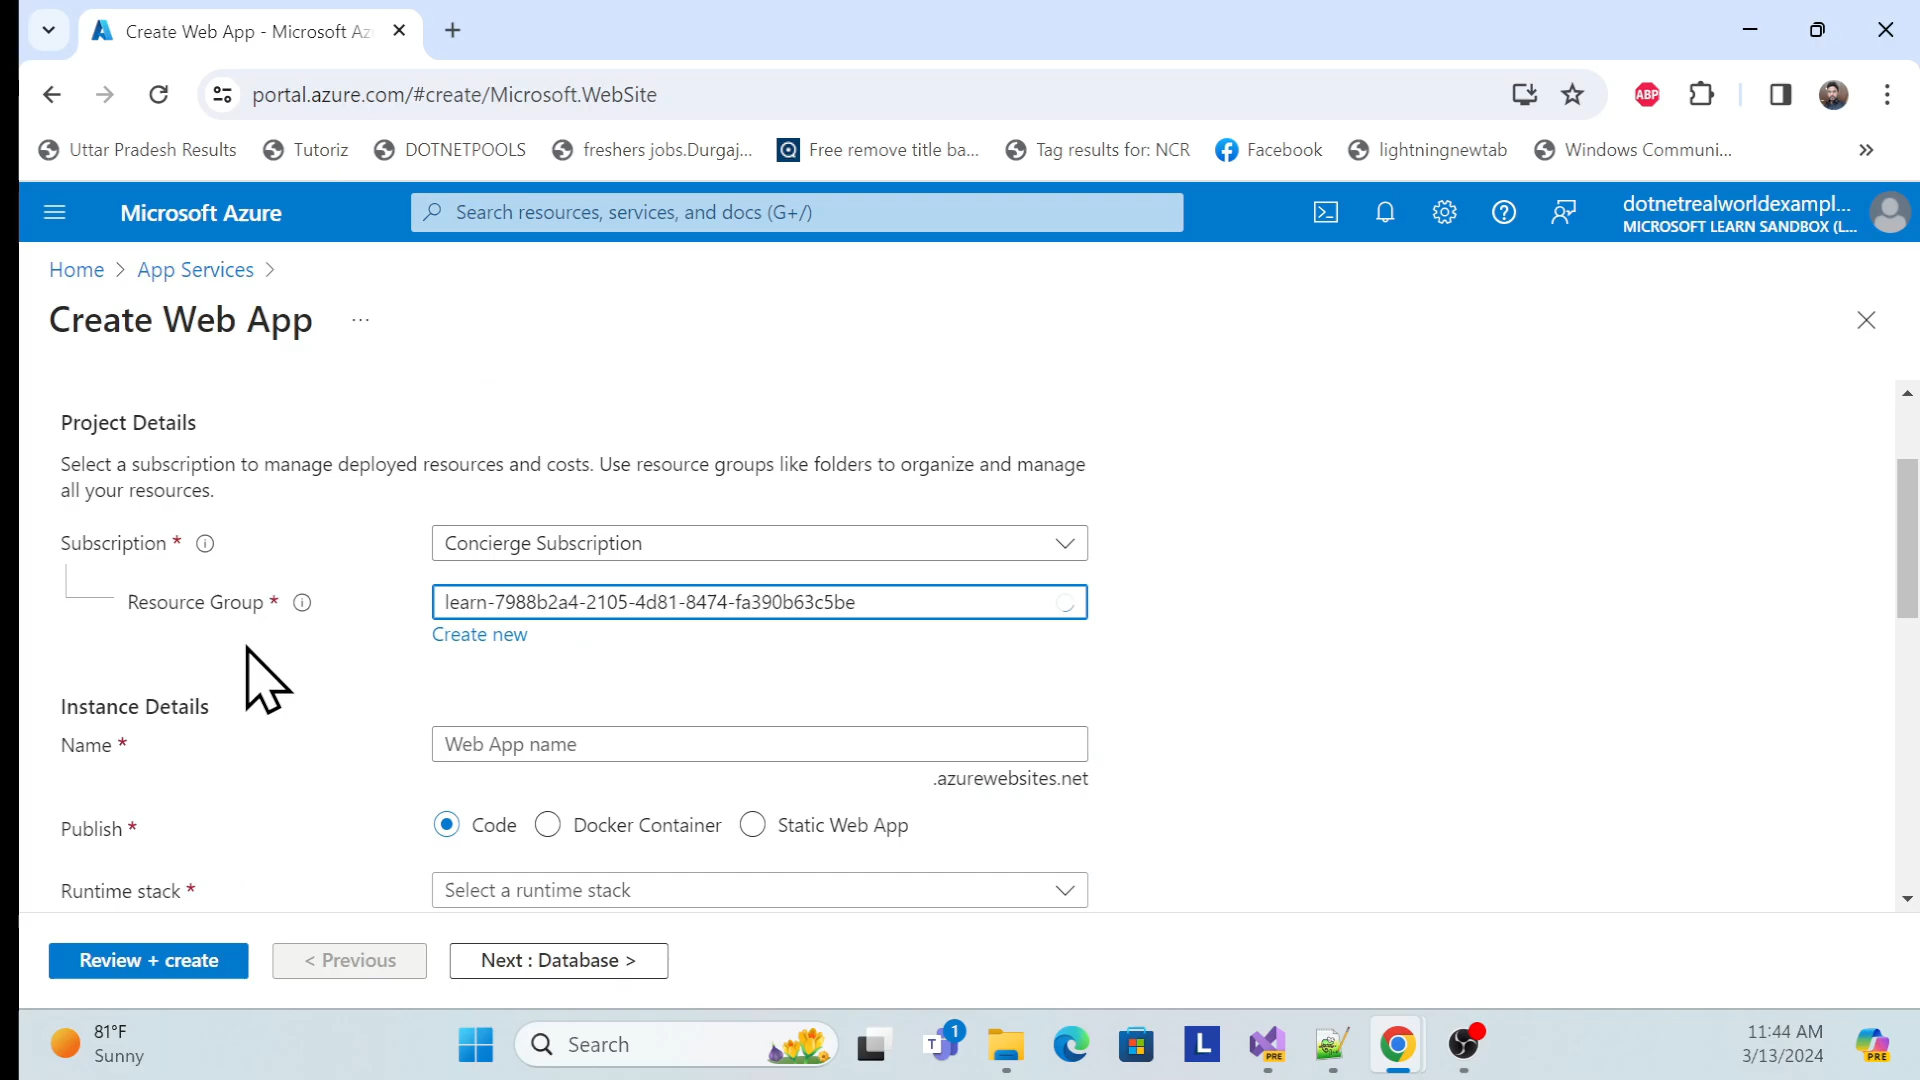 Create Web App - Microsoft Az
portal.azure.com/#create/Microsoft.WebSite
ABP
Uttar Pradesh Results
Tutoriz
DOTNETPOOLS
freshers jobs.Durgaj...
Free remove title ba...
Tag results for: NCR
Facebook
lightningnewtab
Windows Communi...
Microsoft Azure
Search resources, services, and docs (G+/)
dotnetrealworldexampl...
MICROSOFT LEARN SANDBOX (L...
Home > App Services >
Create Web App ...
Project Details
Select a subscription to manage deployed resources and costs. Use resource groups like folders to organize and manage
all your resources.
Subscription *
Concierge Subscription
Resource Group *
learn-7988b2a4-2105-4d81-8474-fa390b63c5be
Create new
Instance Details
Name *
Web App name
.azurewebsites.net
Publish *
Code
Docker Container
Static Web App
Runtime stack *
Select a runtime stack
Review + create
< Previous
Next : Database >
81°F
Sunny
Search
T
1
L
PRE
11:44 AM
3/13/2024
PRE